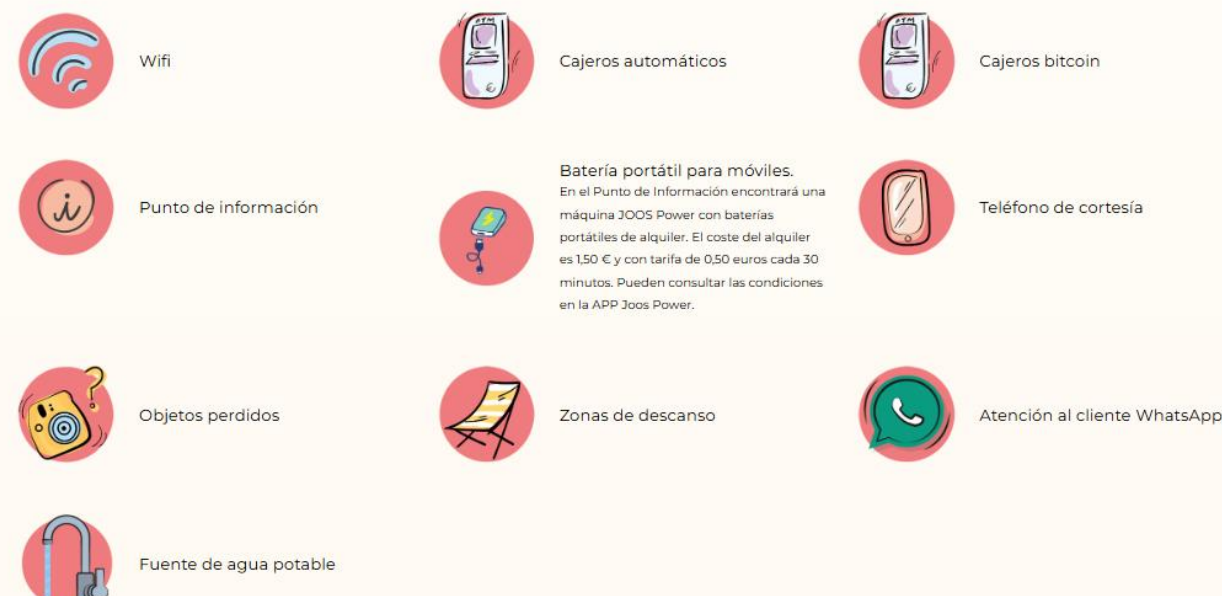 Wifi
Cajeros automáticos
Cajeros bitcoin
Punto de información
Batería portátil para móviles.
En el Punto de Información encontrará una
máquina JOOS Power con baterías
portátiles de alquiler. El coste del alquiler
es 1,50 € y con tarifa de 0,50 euros cada 30
minutos. Pueden consultar las condiciones
en la APP Joos Power.
Teléfono de cortesía
Objetos perdidos
Zonas de descanso
Atención al cliente WhatsApp
Fuente de agua potable